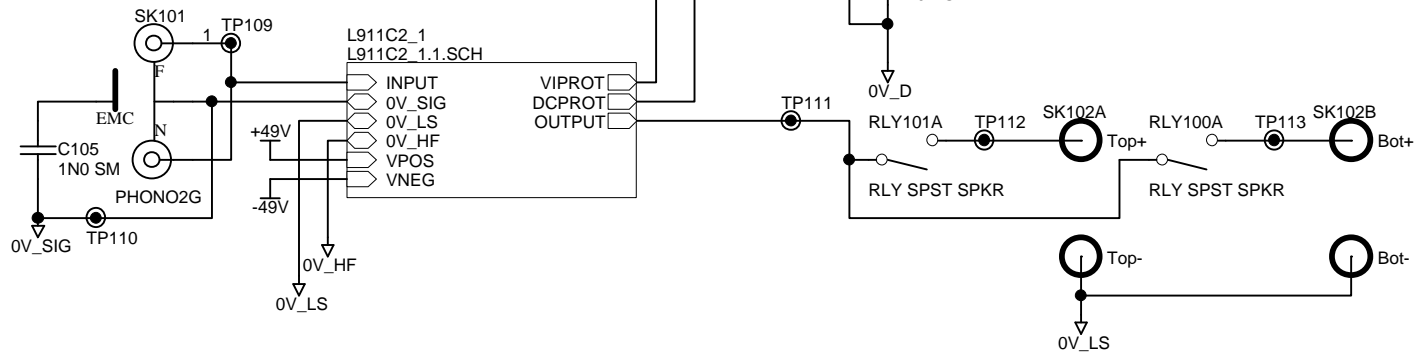 SK101
1
TP109
F
EMC
N
C105
1N0 SM
PHONO2G
0V_SIG
TP110
L911C2_1
L911C2_1.1.SCH
INPUT
0V_SIG
0V_LS
0V_HF
VPOS
VNEG
VIPROT
DCPROT
OUTPUT
+49V
-49V
0V_HF
0V_LS
0V_D
TP111
RLY101A
TP112
SK102A
Top+
RLY SPST SPKR
RLY100A
TP113
SK102B
Bot+
RLY SPST SPKR
Top-
Bot-
0V_LS